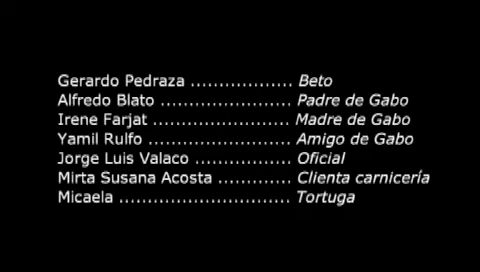 Gerardo Pedraza .................. Beto
Alfredo Blato ....................... Padre de Gabo
Irene Farjat ........................ Madre de Gabo
Yamil Rulfo ......................... Amigo de Gabo
Jorge Luis Valaco ................. Oficial
Mirta Susana Acosta ............. Clienta carnicería
Micaela .............................. Tortuga